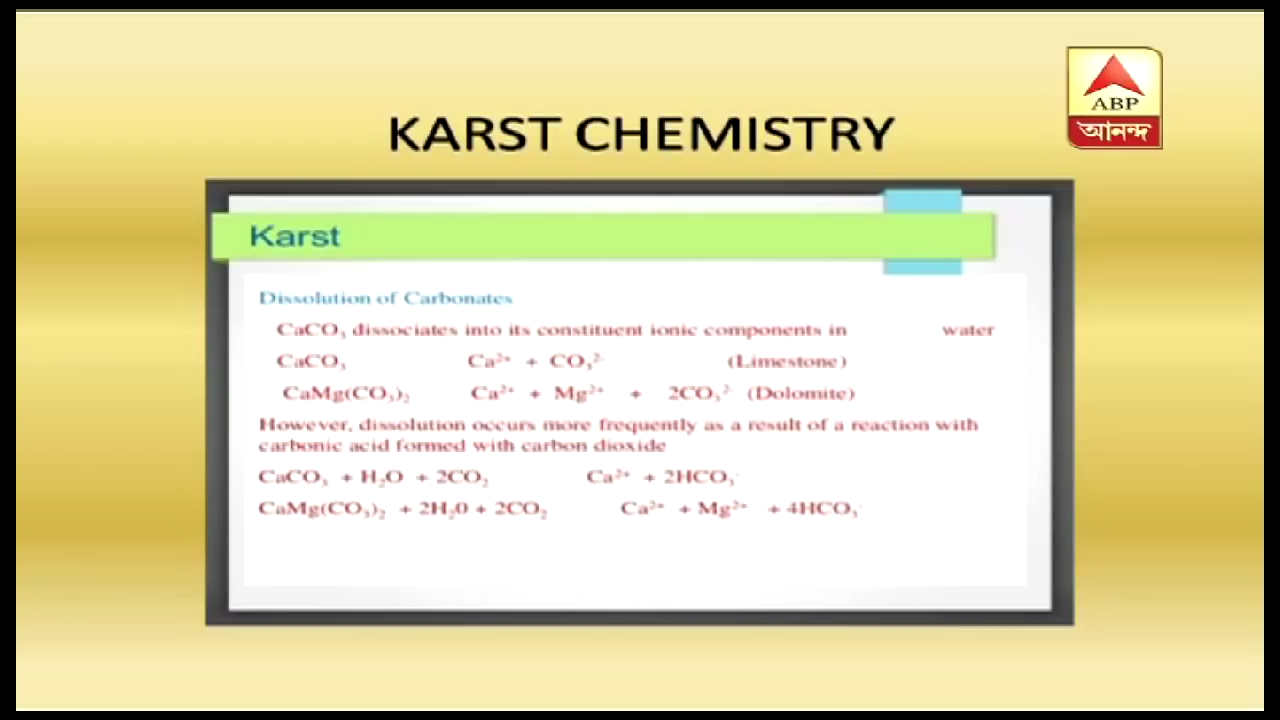 ABP
আনন্দ
KARST CHEMISTRY
Karst
Dissolution of Carbonates
CaCO₃ dissociates into its constituent ionic components in water
CaCO₃ Ca²⁺ + CO₃²⁻ (Limestone)
CaMg(CO₃)₂ Ca²⁺ + Mg²⁺ + 2CO₃²⁻ (Dolomite)
However, dissolution occurs more frequently as a result of a reaction with
carbonic acid formed with carbon dioxide
CaCO₃ + H₂O + 2CO₂ Ca²⁺ + 2HCO₃⁻
CaMg(CO₃)₂ + 2H₂0 + 2CO₂ Ca²⁺ + Mg²⁺ + 4HCO₃⁻